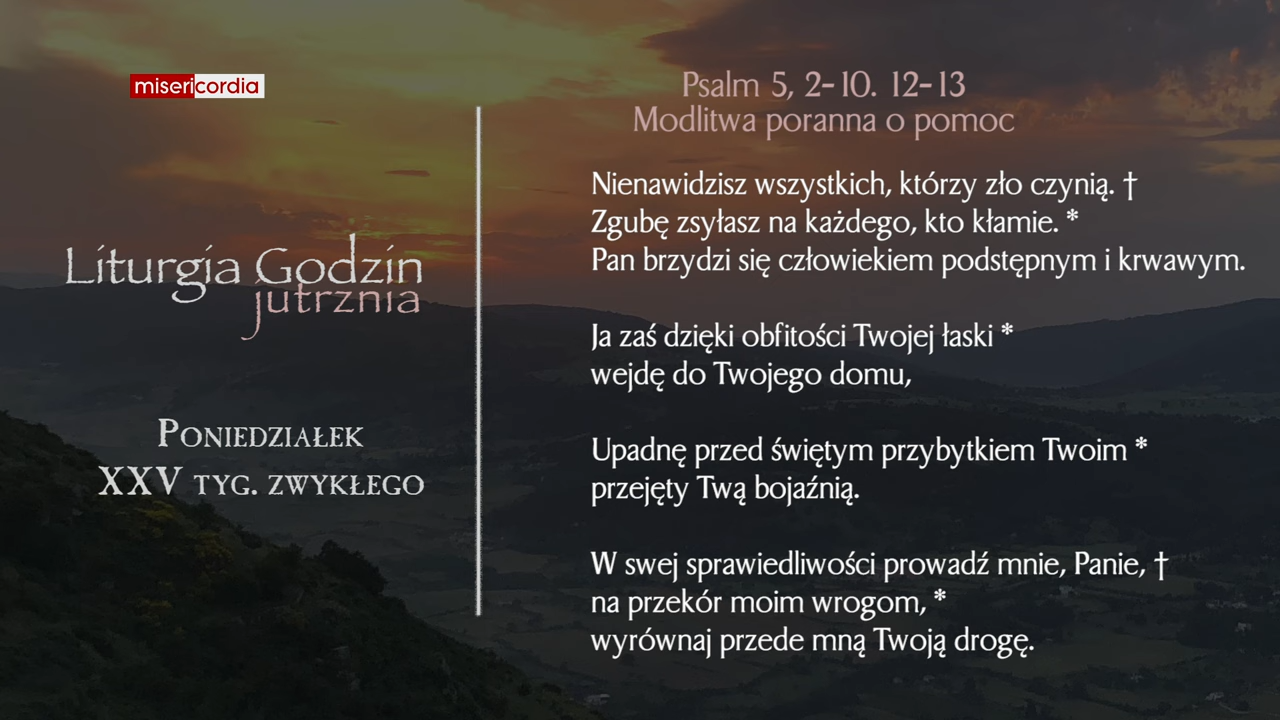 misericordia
Liturgia Godzin
jutrznia
Poniedziałek
XXV tyg. zwykłego
Psalm 5, 2-10. 12-13
Modlitwa poranna o pomoc
Nienawidzisz wszystkich, którzy zło czynią. †
Zgubę zsyłasz na każdego, kto kłamie. *
Pan brzydzi się człowiekiem podstępnym i krwawym.
Ja zaś dzięki obfitości Twojej łaski *
wejdę do Twojego domu,
Upadnę przed świętym przybytkiem Twoim *
przejęty Twą bojaźnią.
W swej sprawiedliwości prowadź mnie, Panie, †
na przekór moim wrogom, *
wyrównaj przede mną Twoją drogę.